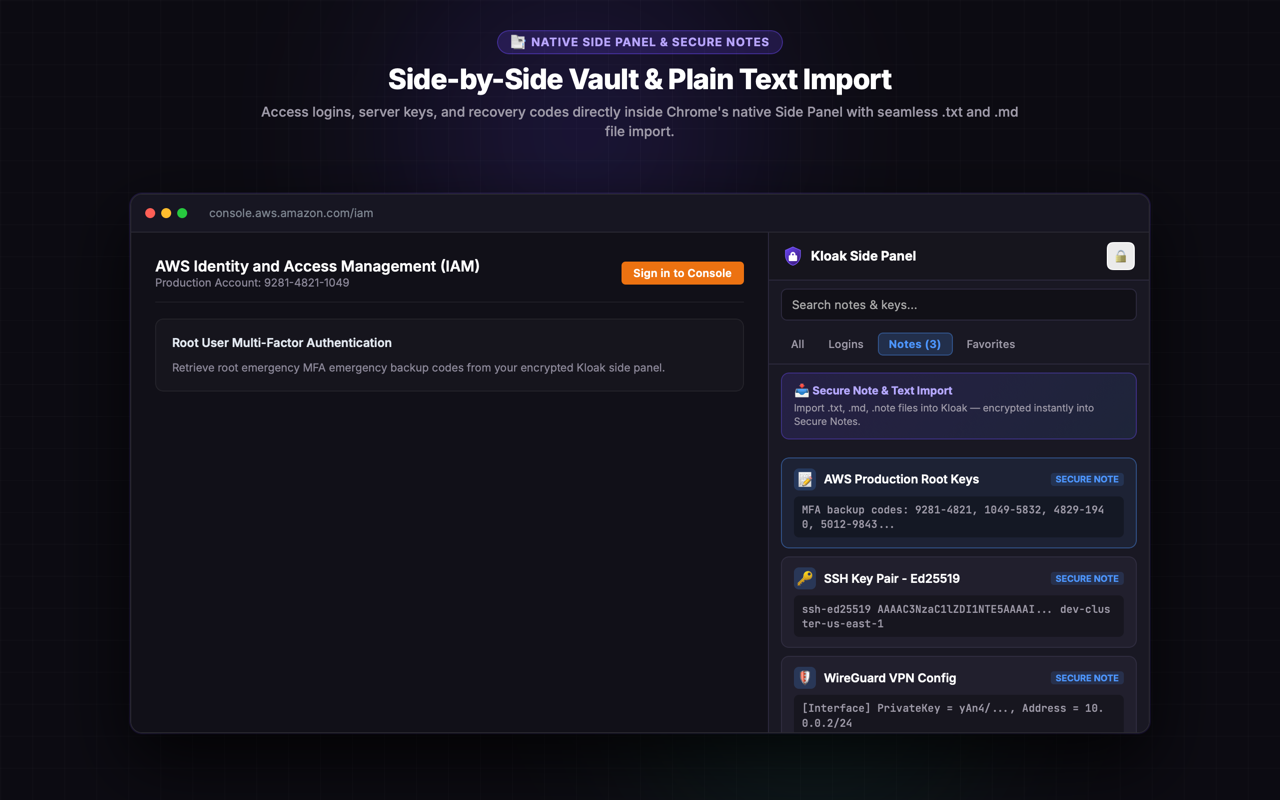 NATIVE SIDE PANEL & SECURE NOTES
Side-by-Side Vault & Plain Text Import
Access logins, server keys, and recovery codes directly inside Chrome's native Side Panel with seamless .txt and .md
file import.
console.aws.amazon.com/iam
AWS Identity and Access Management (IAM)
Production Account: 9281-4821-1049
Sign in to Console
Root User Multi-Factor Authentication
Retrieve root emergency MFA emergency backup codes from your encrypted Kloak side panel.
Kloak Side Panel
Search notes & keys...
All Logins Notes (3) Favorites
Secure Note & Text Import
Import .txt, .md, .note files into Kloak — encrypted instantly into
Secure Notes.
AWS Production Root Keys SECURE NOTE
MFA backup codes: 9281-4821, 1049-5832, 4829-194
0, 5012-9843...
SSH Key Pair - Ed25519 SECURE NOTE
ssh-ed25519 AAAAC3NzaC1lZDI1NTE5AAAAI... dev-clus
ter-us-east-1
WireGuard VPN Config SECURE NOTE
[Interface] PrivateKey = yAn4/..., Address = 10.
0.0.2/24